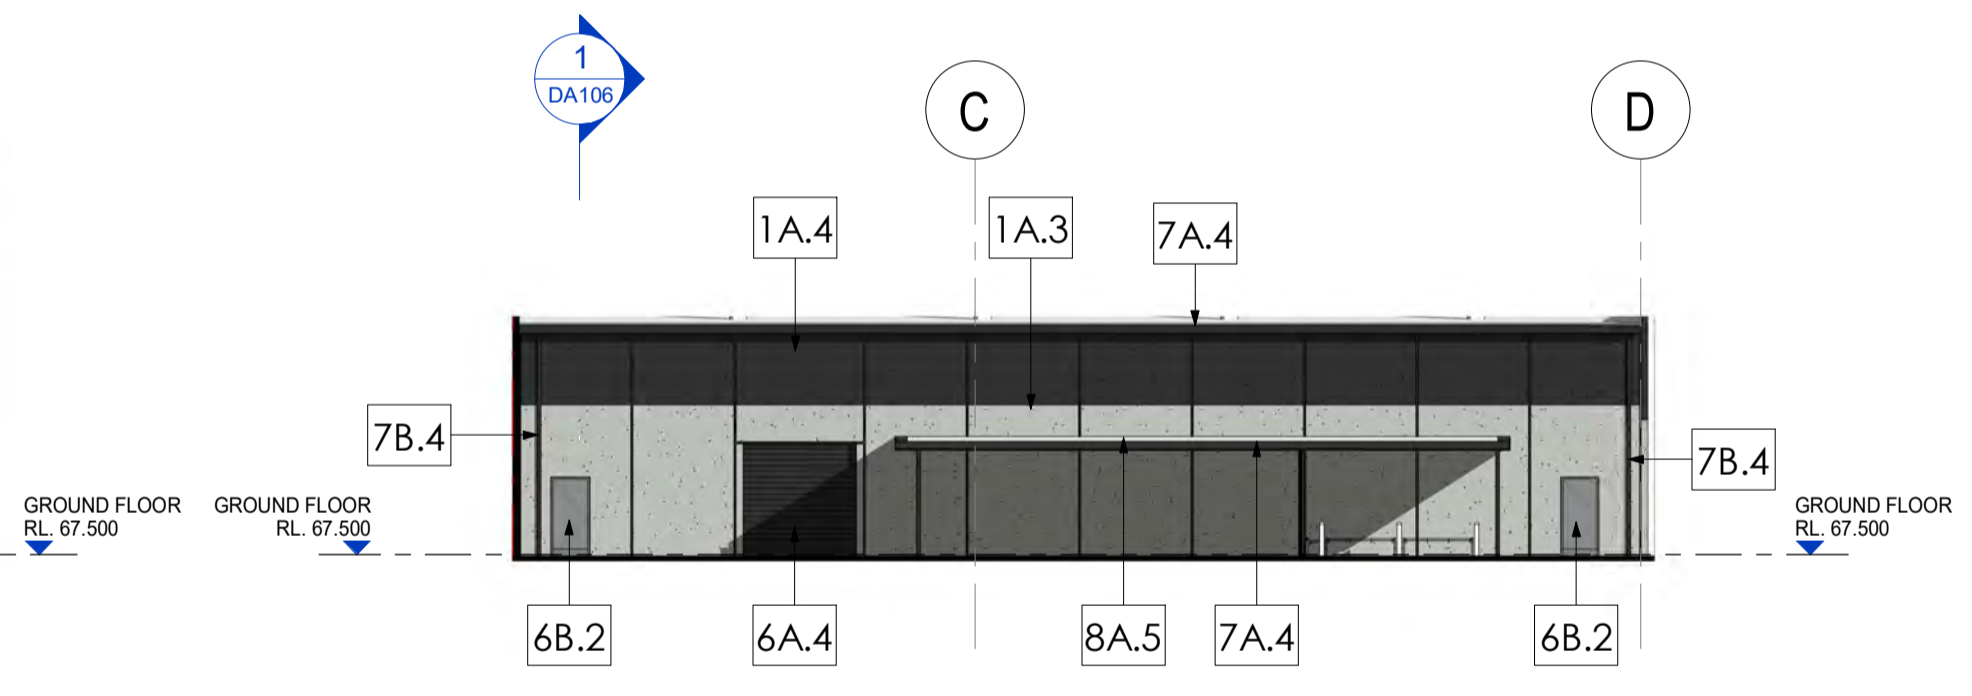 1
DA106
C
D
1A.4
1A.3
7A.4
7B.4
7B.4
GROUND FLOOR
RL. 67.500
GROUND FLOOR
RL. 67.500
GROUND FLOOR
RL. 67.500
6B.2
6A.4
8A.5
7A.4
6B.2